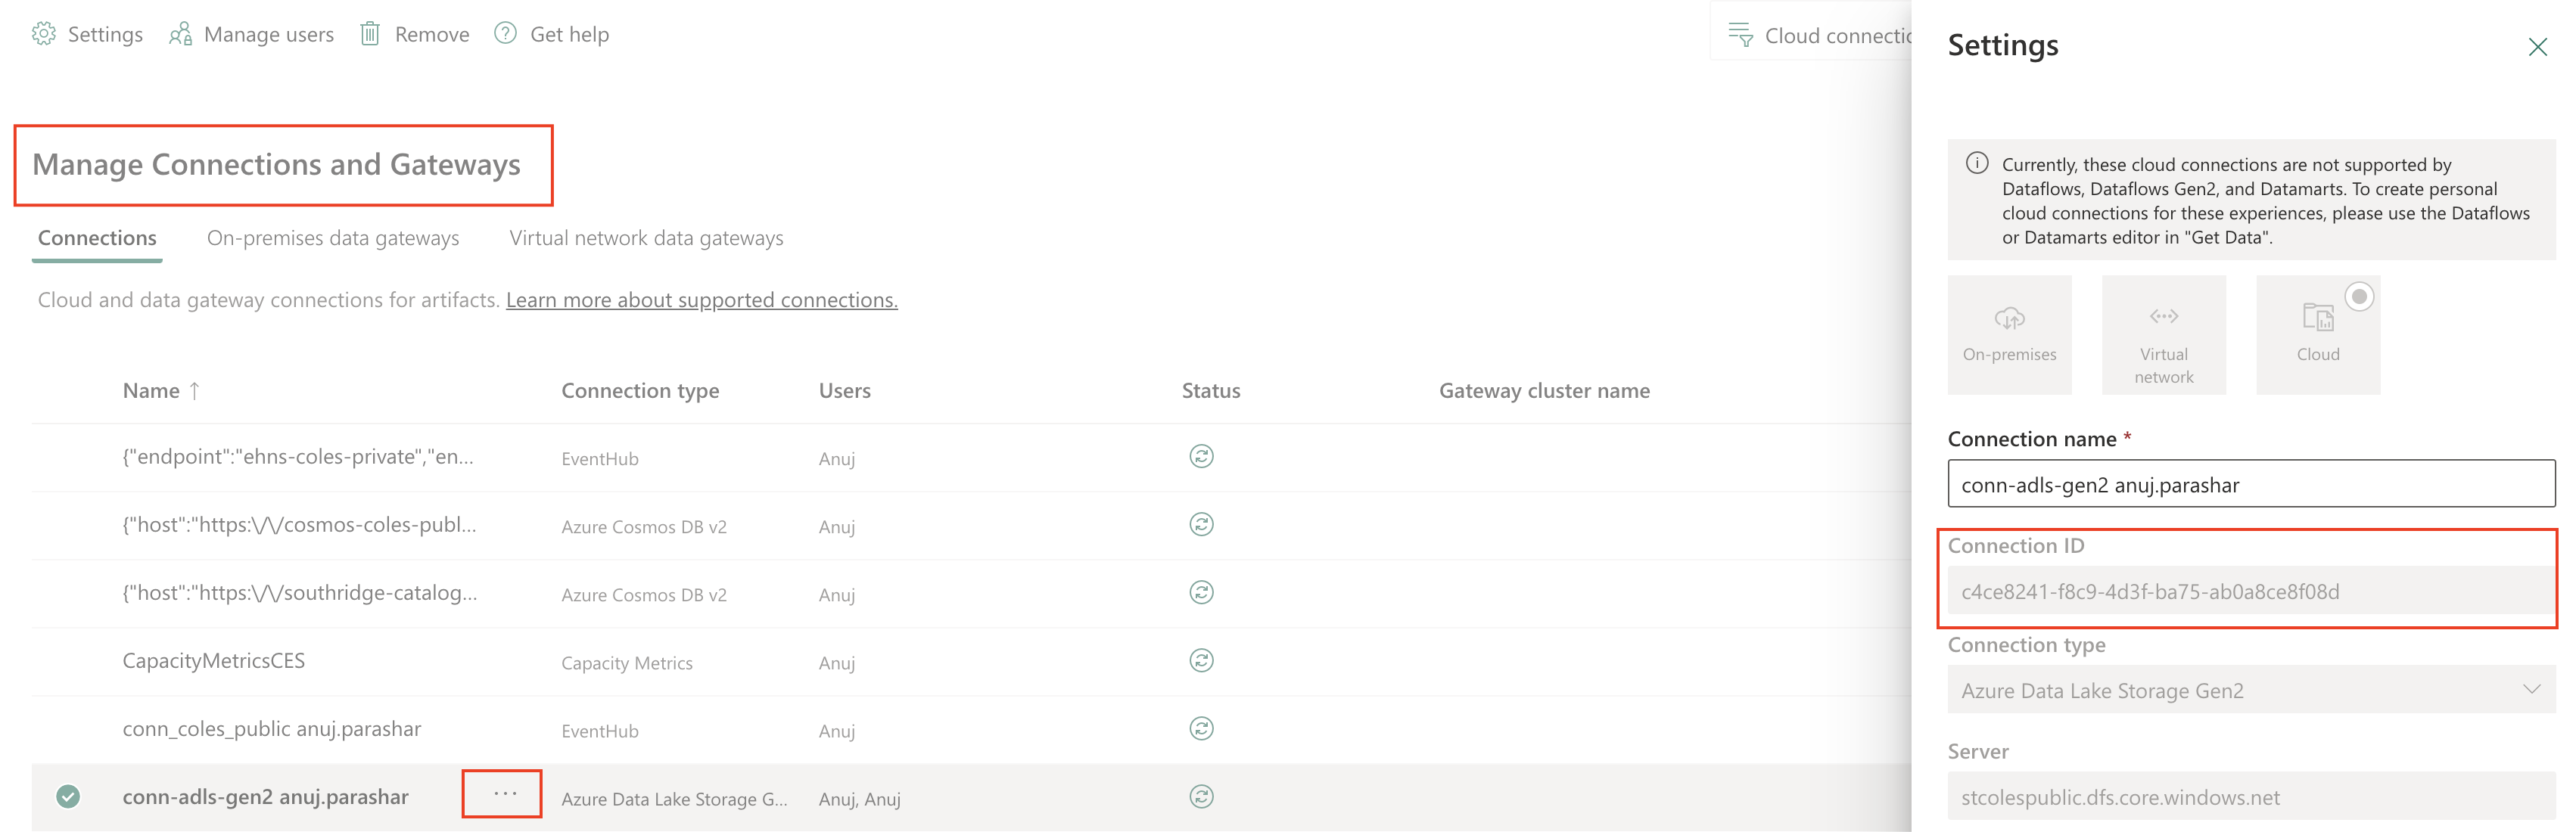 Settings
Manage users
Remove
Get help
Cloud connectic
Manage Connections and Gateways
Connections
On-premises data gateways
Virtual network data gateways
Cloud and data gateway connections for artifacts. Learn more about supported connections.
Name ↑
Connection type
Users
Status
Gateway cluster name
{"endpoint":"ehns-coles-private","en...
EventHub
Anuj
{"host":"https:\/\/cosmos-coles-publ...
Azure Cosmos DB v2
Anuj
{"host":"https:\/\/southridge-catalog...
Azure Cosmos DB v2
Anuj
CapacityMetricsCES
Capacity Metrics
Anuj
conn_coles_public anuj.parashar
EventHub
Anuj
conn-adls-gen2 anuj.parashar
...
Azure Data Lake Storage G...
Anuj, Anuj
Settings
Currently, these cloud connections are not supported by
Dataflows, Dataflows Gen2, and Datamarts. To create personal
cloud connections for these experiences, please use the Dataflows
or Datamarts editor in "Get Data".
On-premises
Virtual
network
Cloud
Connection name *
conn-adls-gen2 anuj.parashar
Connection ID
c4ce8241-f8c9-4d3f-ba75-ab0a8ce8f08d
Connection type
Azure Data Lake Storage Gen2
Server
stcolespublic.dfs.core.windows.net